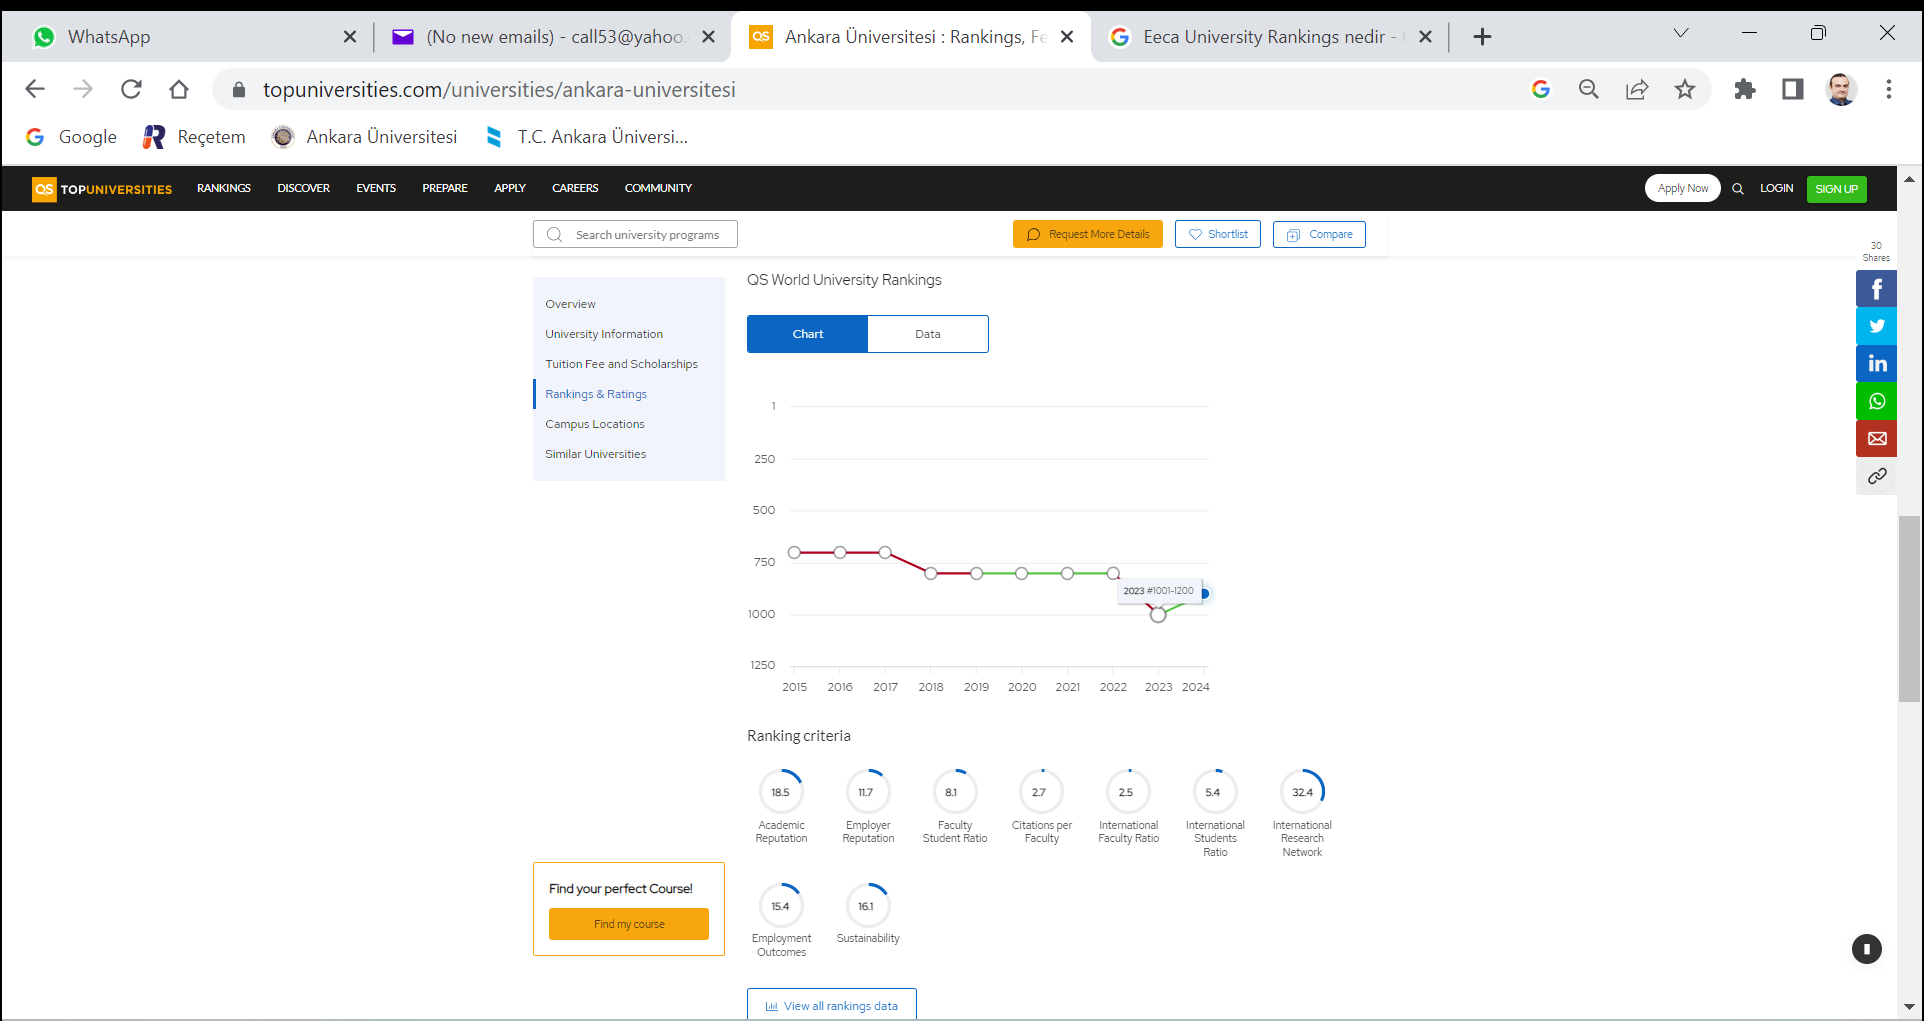 WhatsApp
(No new emails) - call53@yahoo.
Ankara Üniversitesi : Rankings, Fe
Eeca University Rankings nedir -
topuniversities.com/universities/ankara-universitesi
Google
Reçetem
Ankara Üniversitesi
T.C. Ankara Üniversi...
QS TOPUNIVERSITIES
RANKINGS
DISCOVER
EVENTS
PREPARE
APPLY
CAREERS
COMMUNITY
Apply Now
LOGIN
SIGN UP
Search university programs
Request More Details
Shortlist
Compare
30
Shares
Overview
University Information
Tuition Fee and Scholarships
Rankings & Ratings
Campus Locations
Similar Universities
QS World University Rankings
Chart
Data
1
250
500
750
1000
1250
2023 #1001-1200
2015 2016 2017 2018 2019 2020 2021 2022 2023 2024
Ranking criteria
18.5
Academic
Reputation
11.7
Employer
Reputation
8.1
Faculty
Student Ratio
2.7
Citations per
Faculty
2.5
International
Faculty Ratio
5.4
International
Students
Ratio
32.4
International
Research
Network
15.4
Employment
Outcomes
16.1
Sustainability
Find your perfect Course!
Find my course
View all rankings data